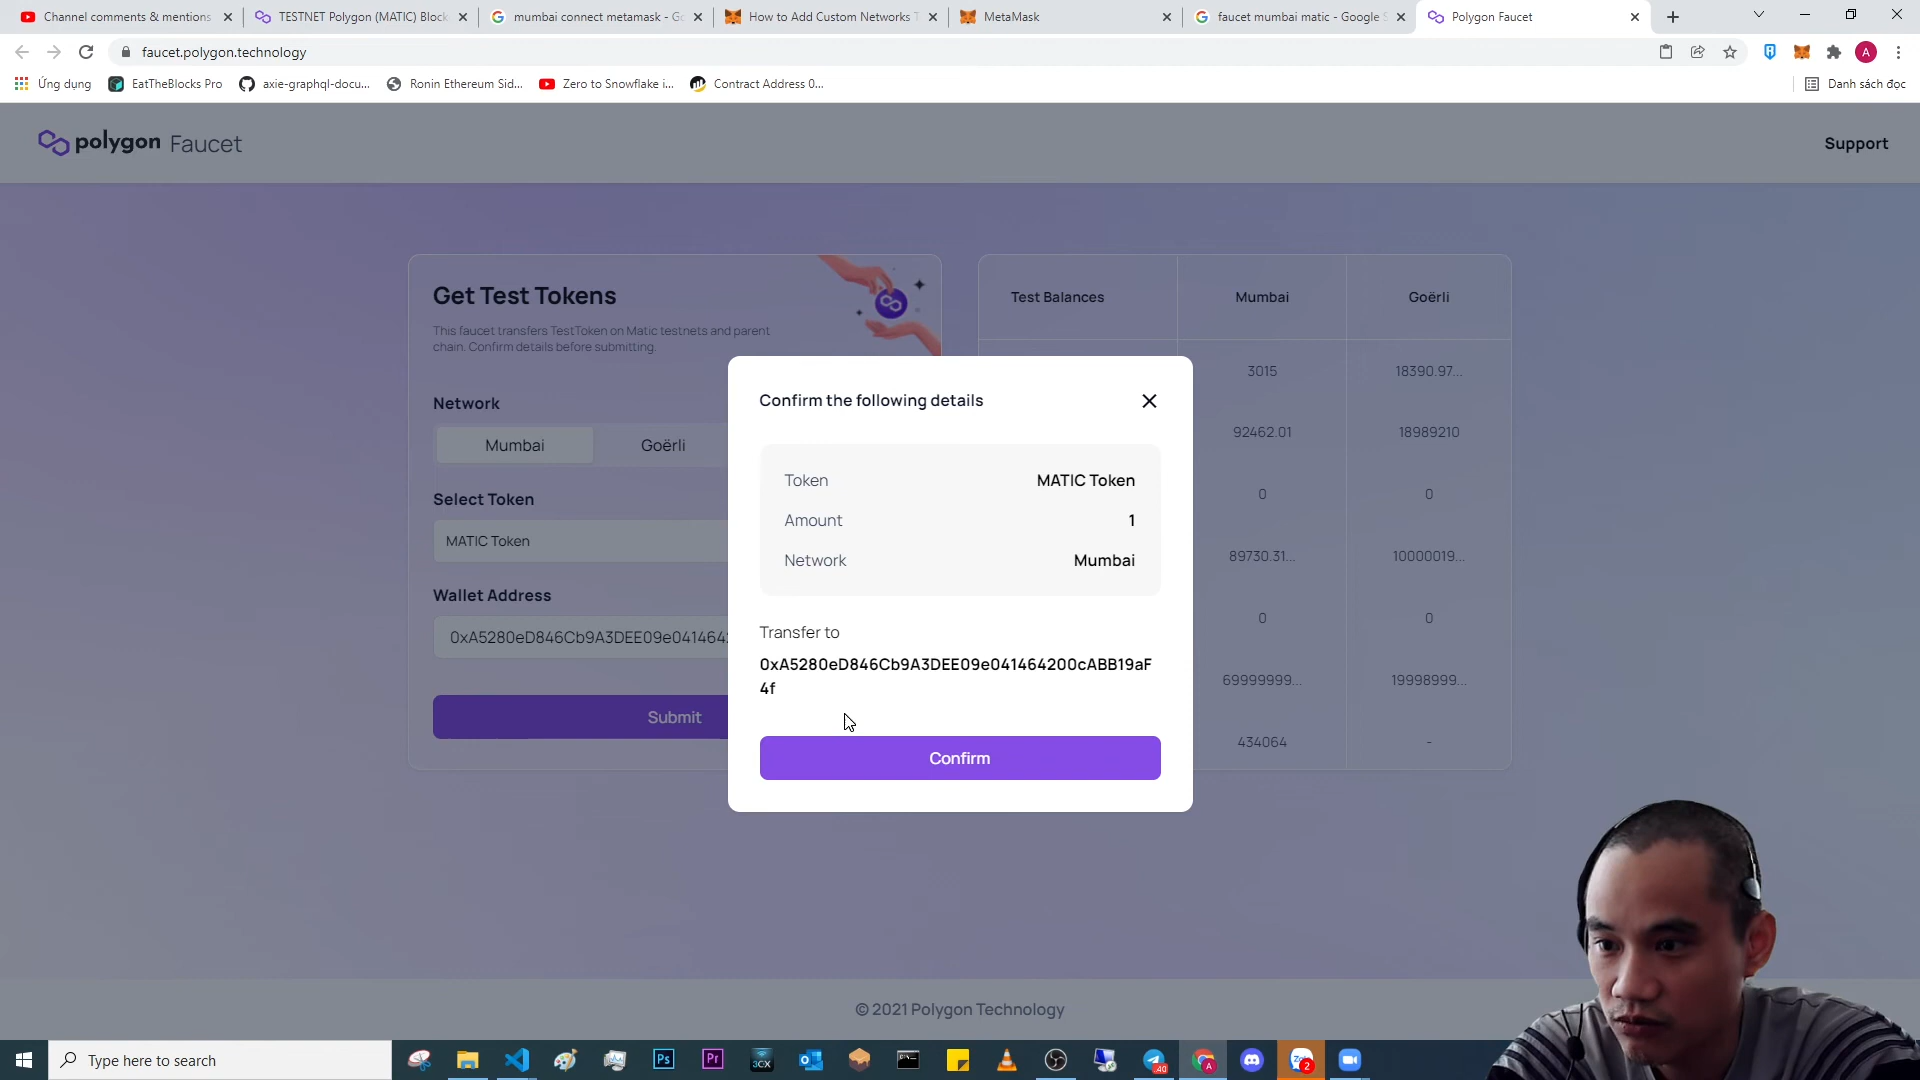 Channel comments & mentions
TESTNET Polygon (MATIC) Block
mumbai connect metamask - Go
How to Add Custom Networks T
MetaMask
faucet mumbai matic - Google S
Polygon Faucet
faucet.polygon.technology
A
Ứng dụng
EatTheBlocks Pro
axie-graphql-docu...
Ronin Ethereum Sid...
Zero to Snowflake i...
Contract Address 0...
Danh sách đọc
polygon Faucet
Support
Get Test Tokens
This faucet transfers TestToken on Matic testnets and parent
chain. Confirm details before submitting.
Network
Mumbai
Goërli
Select Token
MATIC Token
Wallet Address
0xA5280eD846Cb9A3DEE09e041464
Submit
Confirm the following details
Token
MATIC Token
Amount
1
Network
Mumbai
Transfer to
0xA5280eD846Cb9A3DEE09e041464200cABB19aF
4f
Confirm
Test Balances
Mumbai
Goërli
3015
18390.97...
92462.01
18989210
0
0
89730.31...
10000019...
0
0
69999999...
19998999...
434064
-
© 2021 Polygon Technology
Type here to search
Ps
Pr
3CX
40
A
2